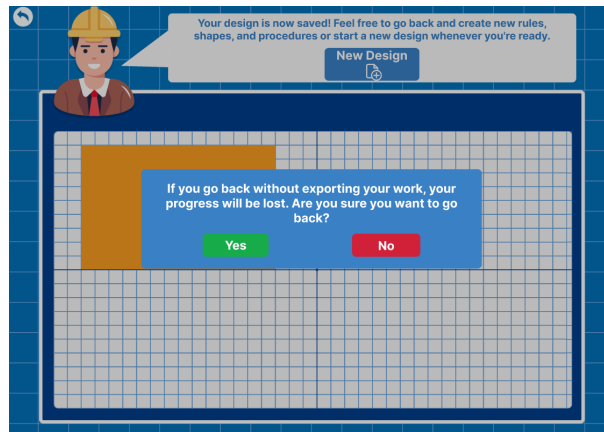 Your design is now saved! Feel free to go back and create new rules,
shapes, and procedures or start a new design whenever you're ready.
New Design
If you go back without exporting your work, your
progress will be lost. Are you sure you want to go
back?
Yes
No